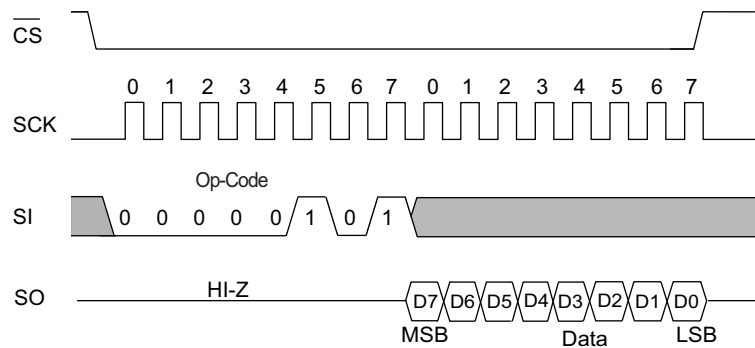 CS
0 1 2 3 4 5 6 7 0 1 2 3 4 5 6 7
SCK
Op-Code
SI 0 0 0 0 0 1 0 1
HI-Z
SO D7 D6 D5 D4 D3 D2 D1 D0
MSB Data LSB